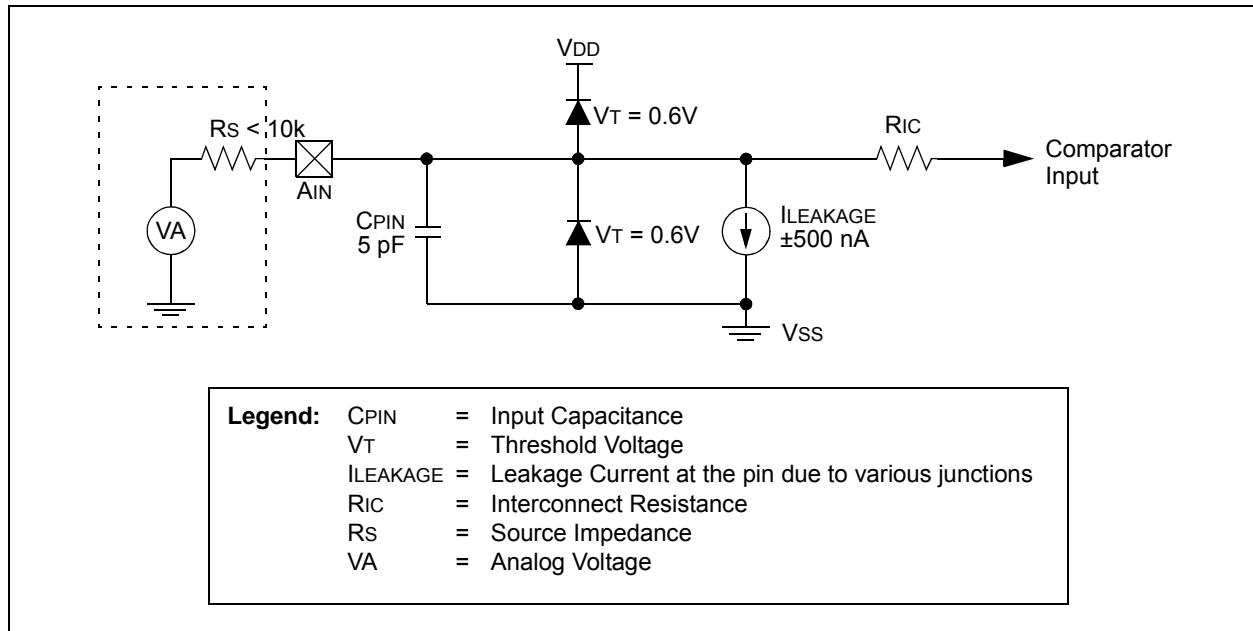 VDD
VT = 0.6V
RS < 10k
RIC
AIN
Comparator
Input
VA
CPIN
5 pF
VT = 0.6V
ILEAKAGE
±500 nA
VSS
Legend: CPIN = Input Capacitance
VT = Threshold Voltage
ILEAKAGE = Leakage Current at the pin due to various junctions
RIC = Interconnect Resistance
RS = Source Impedance
VA = Analog Voltage